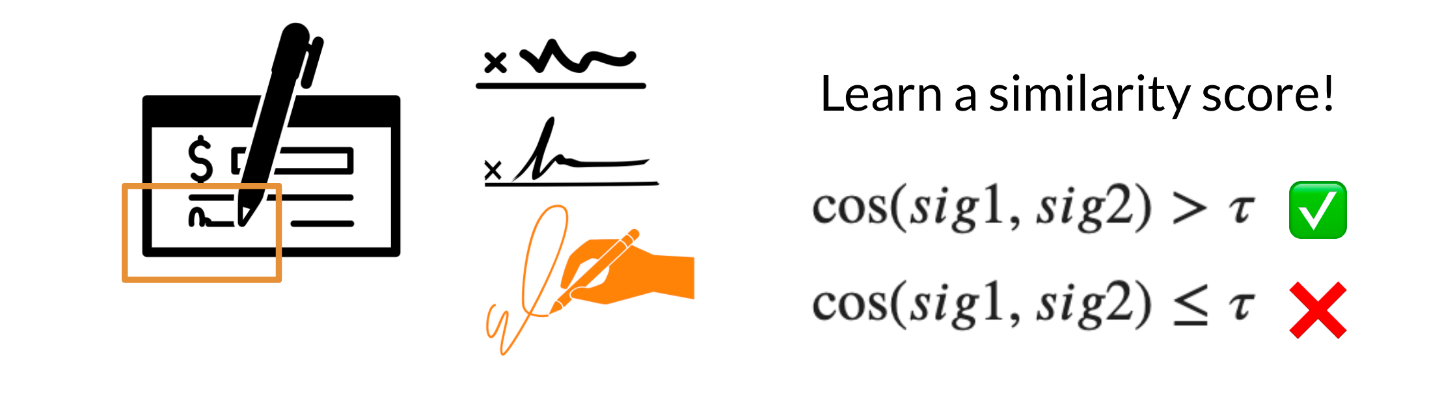 $
×
×
Learn a similarity score!
cos(sig1, sig2) > τ ✅
cos(sig1, sig2) ≤ τ ❌